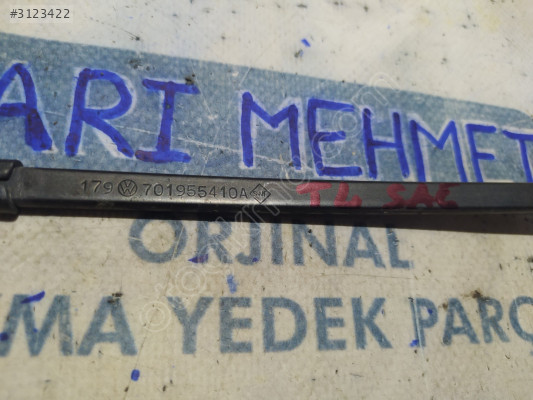 #3123422
ARI MEHMET
179 701955410A
T4 SAĞ
ORJİNAL
MA YEDEK PARÇ